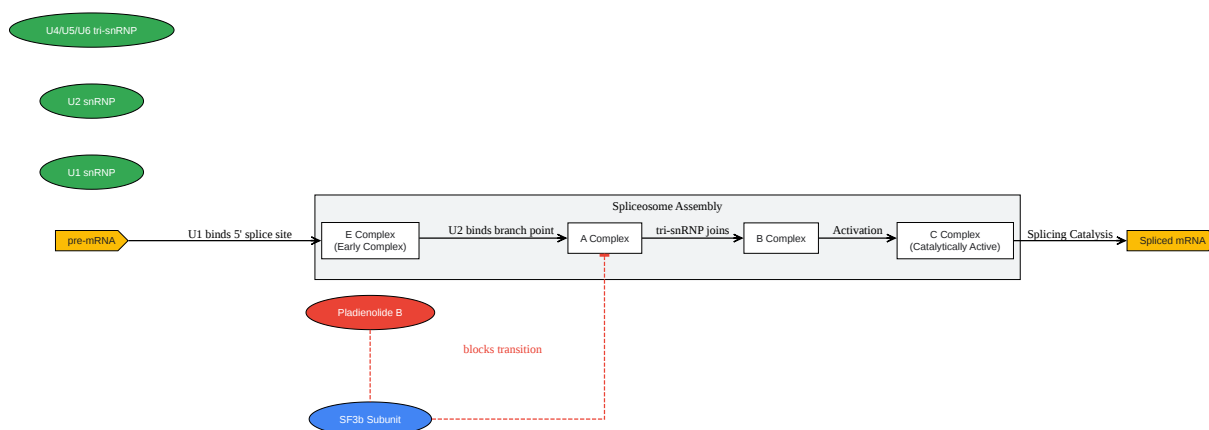 U4/U5/U6 tri-snRNP
U2 snRNP
U1 snRNP
Spliceosome Assembly
pre-mRNA
U1 binds 5' splice site
E Complex
(Early Complex)
U2 binds branch point
A Complex
tri-snRNP joins
B Complex
Activation
C Complex
(Catalytically Active)
Splicing Catalysis
Spliced mRNA
Pladienolide B
blocks transition
SF3b Subunit